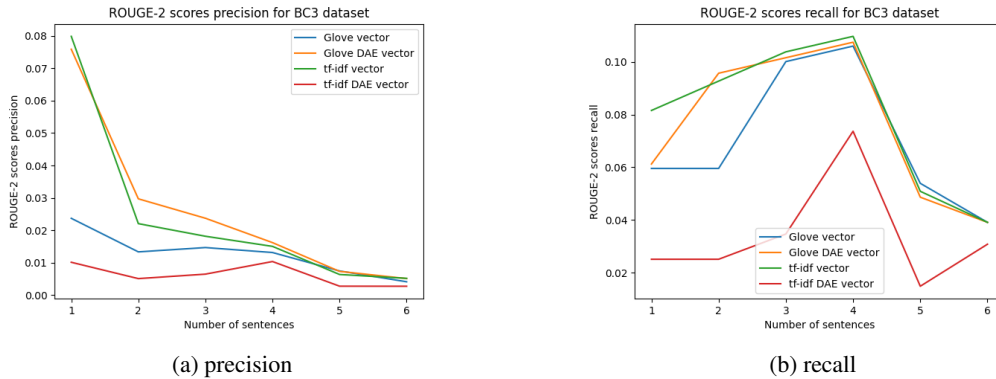 ROUGE-2 scores precision for BC3 dataset
Glove vector
Glove DAE vector
tf-idf vector
tf-idf DAE vector
ROUGE-2 scores precision
0.08
0.07
0.06
0.05
0.04
0.03
0.02
0.01
0.00
1 2 3 4 5 6
Number of sentences
(a) precision
ROUGE-2 scores recall for BC3 dataset
ROUGE-2 scores recall
0.10
0.08
0.06
0.04
0.02
Glove vector
Glove DAE vector
tf-idf vector
tf-idf DAE vector
1 2 3 4 5 6
Number of sentences
(b) recall